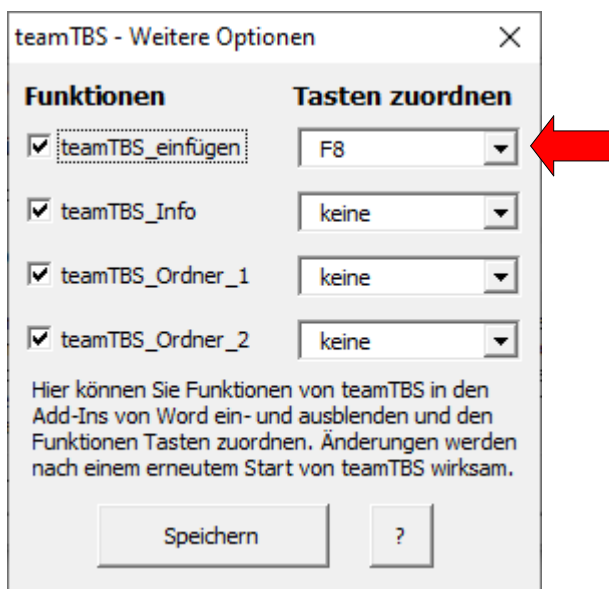 teamTBS - Weitere Optionen
Funktionen Tasten zuordnen
teamTBS_einfügen F8
teamTBS_Info keine
teamTBS_Ordner_1 keine
teamTBS_Ordner_2 keine
Hier können Sie Funktionen von teamTBS in den
Add-Ins von Word ein- und ausblenden und den
Funktionen Tasten zuordnen. Änderungen werden
nach einem erneutem Start von teamTBS wirksam.
Speichern ?